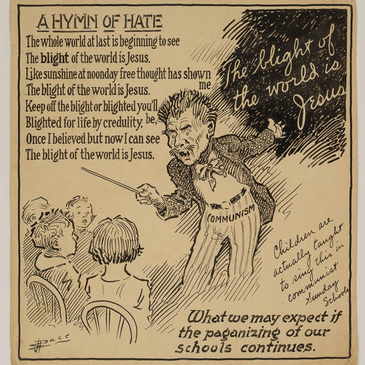 A HYMN OF HATE
The whole world at last is beginning to see
The blight of the world is Jesus.
Like sunshine at noonday free thought has shown me
The blight of the world is Jesus.
Keep off the blight or blighted you'll be,
Blighted for life by credulity.
Once I believed but now I can see
The blight of the world is Jesus.
The blight of
the world is
Jesus
COMMUNISM
Children are
actually taught
to sing this in
communist
Sunday
Schools
What we may expect if
the paganizing of our
schools continues.
Pace